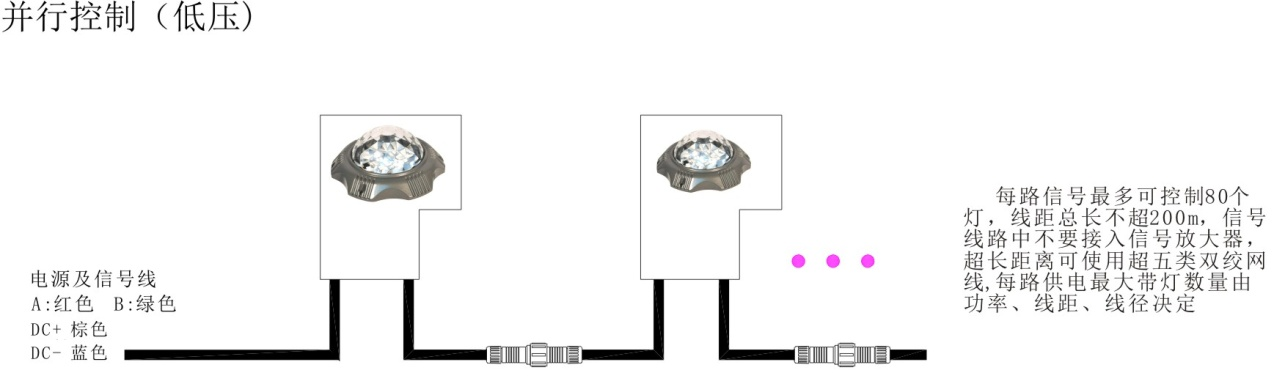 并行控制（低压)
电源及信号线
A:红色 B:绿色
DC+ 棕色
DC- 蓝色
每路信号最多可控制80个
灯，线距总长不超200m，信号
线路中不要接入信号放大器，
超长距离可使用超五类双绞网
线,每路供电最大带灯数量由
功率、线距、线径决定